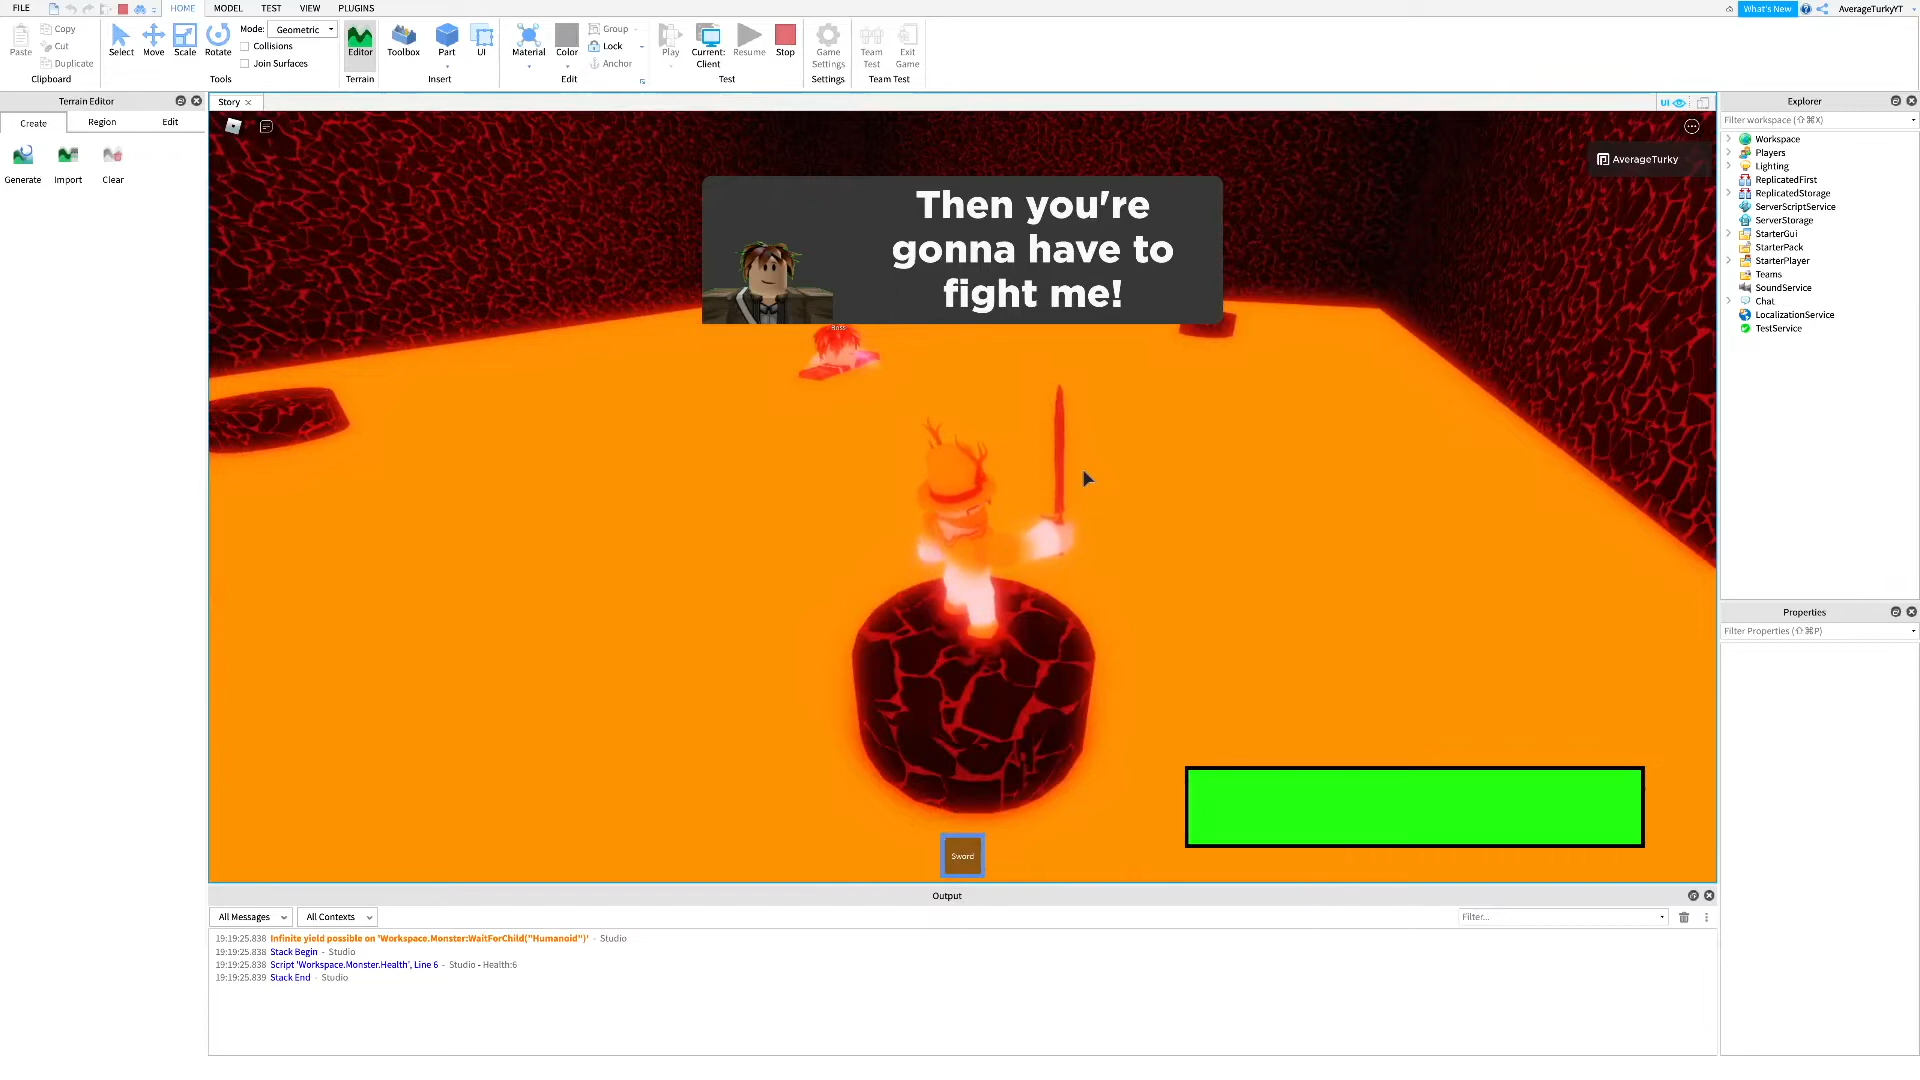 FILE HOME MODEL TEST VIEW PLUGINS What's New AverageTurkyYT
Paste Copy Cut Duplicate Clipboard
Select Move Scale Rotate Mode: Geometric Collisions Join Surfaces Tools
Editor Terrain
Toolbox Part UI Insert
Material Color Group Lock Anchor Edit
Play Current: Client Resume Stop Test
Game Settings Settings
Team Test Exit Game Team Test
Terrain Editor
Create Region Edit
Generate Import Clear
Story
UI
AverageTurky
Then you're
gonna have to
fight me!
Boss
Sword
Explorer
Filter workspace (⇧⌘X)
Workspace
Players
Lighting
ReplicatedFirst
ReplicatedStorage
ServerScriptService
ServerStorage
StarterGui
StarterPack
StarterPlayer
Teams
SoundService
Chat
LocalizationService
TestService
Properties
Filter Properties (⇧⌘P)
Output
All Messages All Contexts Filter...
19:19:25.838 Infinite yield possible on 'Workspace.Monster:WaitForChild("Humanoid")' - Studio
19:19:25.838 Stack Begin - Studio
19:19:25.838 Script 'Workspace.Monster.Health', Line 6 - Studio - Health:6
19:19:25.839 Stack End - Studio